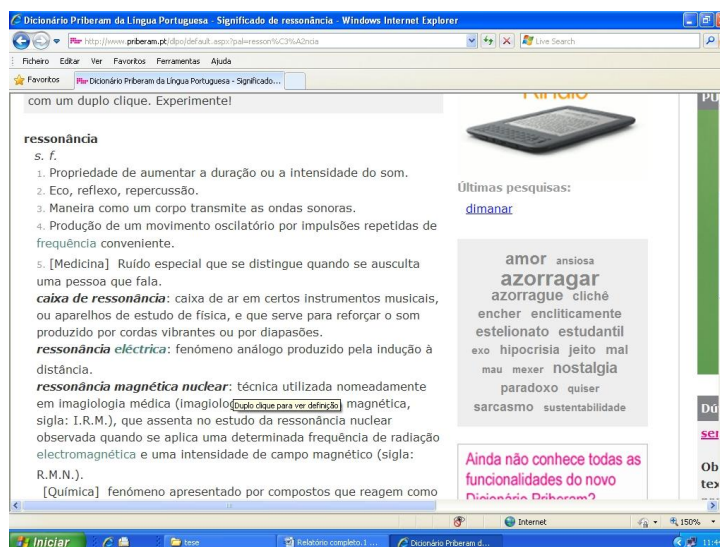 Dicionário Priberam da Língua Portuguesa - Significado de ressonância - Windows Internet Explorer
http://www.priberam.pt/dlpo/default.aspx?pal=resson%C3%A2ncia
Live Search
Ficheiro Editar Ver Favoritos Ferramentas Ajuda
Favoritos
Dicionário Priberam da Língua Portuguesa - Significado...
com um duplo clique. Experimente!
ressonância
s. f.
1. Propriedade de aumentar a duração ou a intensidade do som.
2. Eco, reflexo, repercussão.
3. Maneira como um corpo transmite as ondas sonoras.
4. Produção de um movimento oscilatório por impulsões repetidas de
frequência conveniente.
5. [Medicina] Ruído especial que se distingue quando se ausculta
uma pessoa que fala.
caixa de ressonância: caixa de ar em certos instrumentos musicais,
ou aparelhos de estudo de física, e que serve para reforçar o som
produzido por cordas vibrantes ou por diapasões.
ressonância eléctrica: fenómeno análogo produzido pela indução à
distância.
ressonância magnética nuclear: técnica utilizada nomeadamente
em imagiologia médica magnética,
Duplo clique para ver definição
sigla: I.R.M.), que assenta no estudo da ressonância nuclear
observada quando se aplica uma determinada frequência de radiação
electromagnética e uma intensidade de campo magnético (sigla:
R.M.N.).
[Química] fenómeno apresentado por compostos que reagem como
Últimas pesquisas:
dimanar
amor ansiosa
azorragar
azorrague clichê
encher encliticamente
estelionato estudantil
exo hipocrisia jeito mal
mau mexer nostalgia
paradoxo quiser
sarcasmo sustentabilidade
Ainda não conhece todas as
funcionalidades do novo
Dicionário Priberam?
PU
Dú
ser
Ob
tex
Internet
150%
Iniciar
tese
Relatório completo.1 ...
Dicionário Priberam d...